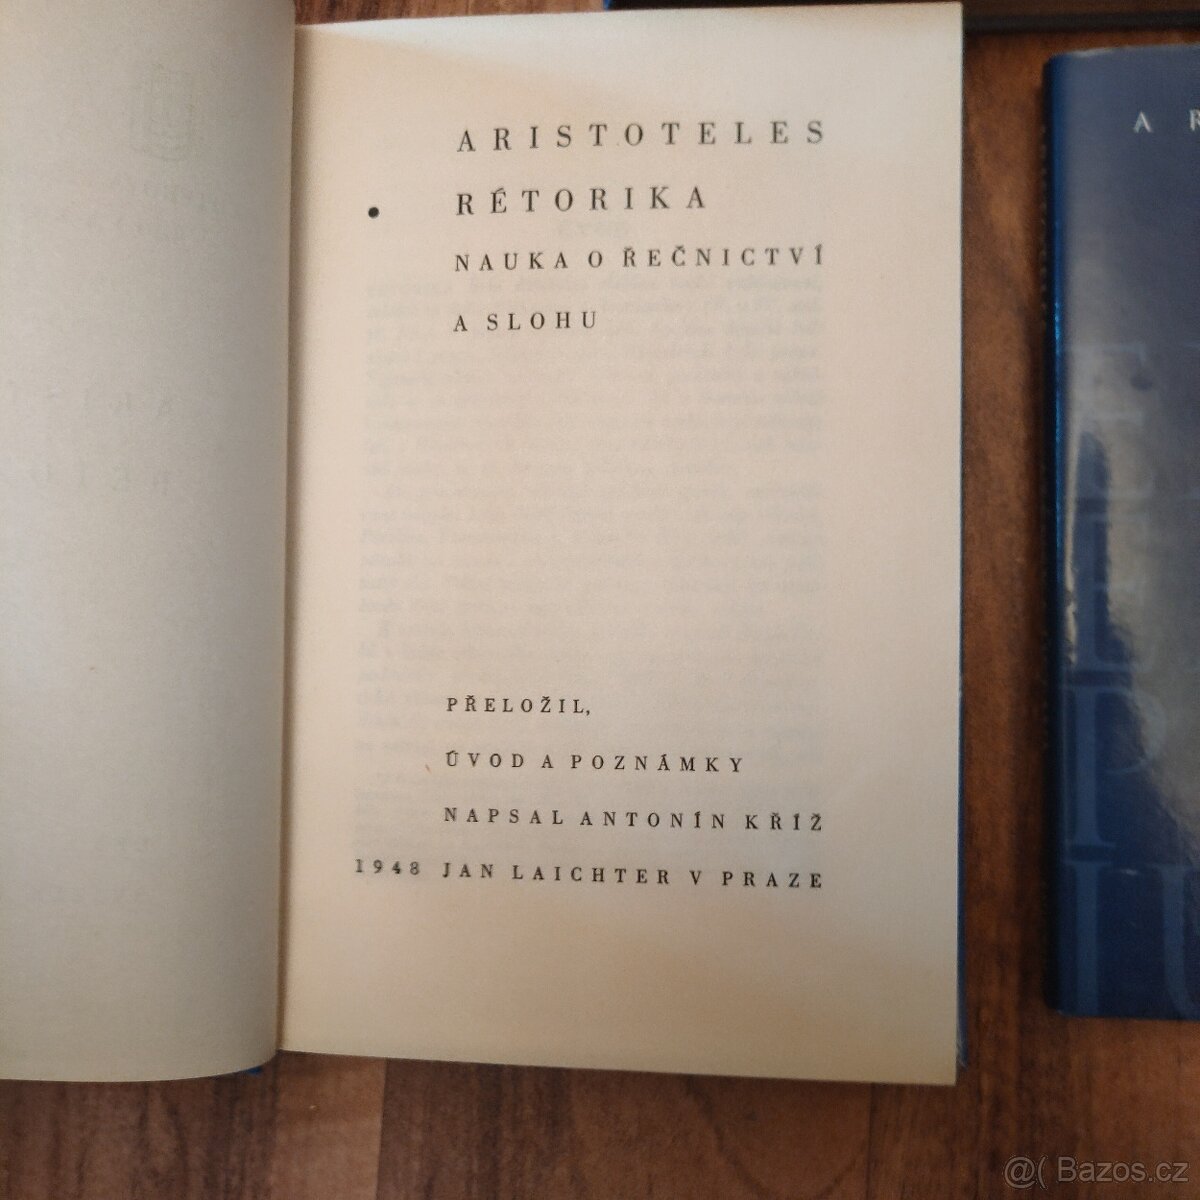 ARISTOTELES
RÉTORIKA
NAUKA O ŘEČNICTVÍ
A SLOHU
PŘELOŽIL,
ÚVOD A POZNÁMKY
NAPSAL ANTONÍN KŘÍŽ
1948 JAN LAICHTER V PRAZE
A R
@( Bazos.cz